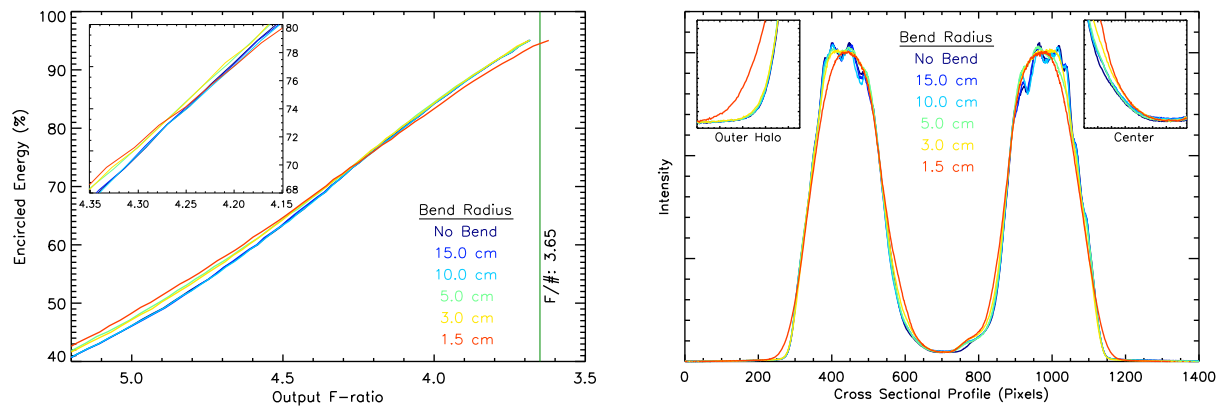 100
90
80
70
60
50
40
Encircled Energy (%)
5.0 4.5 4.0 3.5
Output F-ratio
80
78
76
74
72
70
68
4.35 4.30 4.25 4.20 4.15
Bend Radius
No Bend
15.0 cm
10.0 cm
5.0 cm
3.0 cm
1.5 cm
F/#: 3.65
Intensity
Outer Halo
Bend Radius
No Bend
15.0 cm
10.0 cm
5.0 cm
3.0 cm
1.5 cm
Center
0 200 400 600 800 1000 1200 1400
Cross Sectional Profile (Pixels)